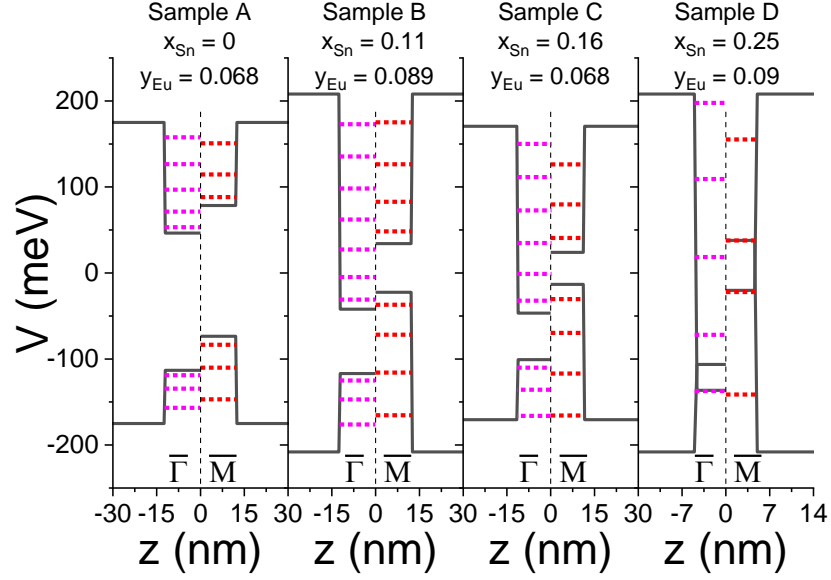 Sample A Sample B Sample C Sample D
x_Sn = 0 x_Sn = 0.11 x_Sn = 0.16 x_Sn = 0.25
y_Eu = 0.068 y_Eu = 0.089 y_Eu = 0.068 y_Eu = 0.09
V (meV)
200
100
0
-100
-200
Γ̅ M̅ Γ̅ M̅ Γ̅ M̅ Γ̅ M̅
-30 -15 0 15 30 -15 0 15 30 -15 0 15 30 -7 0 7 14
z (nm) z (nm) z (nm) z (nm)